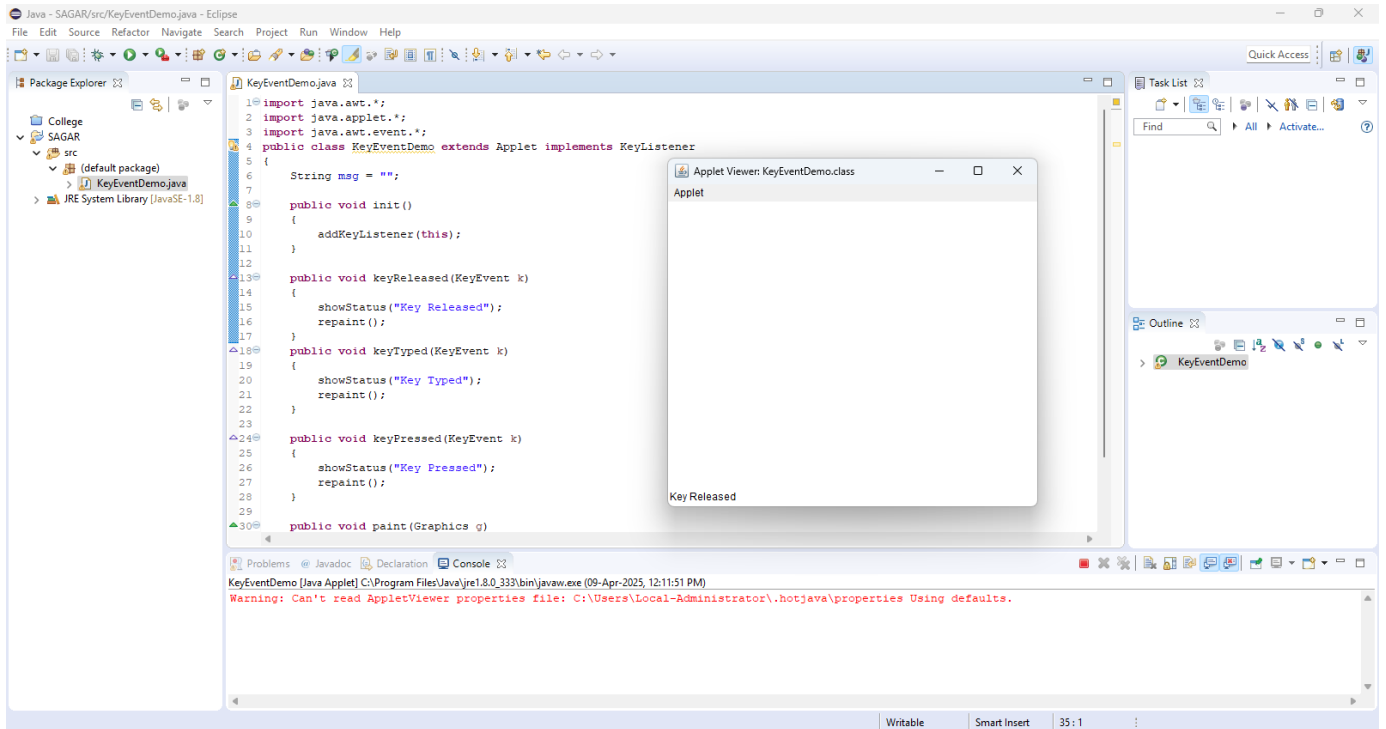 Java - SAGAR/src/KeyEventDemo.java - Eclipse
File Edit Source Refactor Navigate Search Project Run Window Help
Quick Access
Package Explorer
College
SAGAR
src
(default package)
KeyEventDemo.java
JRE System Library [JavaSE-1.8]
KeyEventDemo.java
1 import java.awt.*;
2 import java.applet.*;
3 import java.awt.event.*;
4 public class KeyEventDemo extends Applet implements KeyListener
5 {
6 String msg = "";
7
8 public void init()
9 {
10 addKeyListener(this);
11 }
12
13 public void keyReleased(KeyEvent k)
14 {
15 showStatus("Key Released");
16 repaint();
17 }
18 public void keyTyped(KeyEvent k)
19 {
20 showStatus("Key Typed");
21 repaint();
22 }
23
24 public void keyPressed(KeyEvent k)
25 {
26 showStatus("Key Pressed");
27 repaint();
28 }
29
30 public void paint(Graphics g)
Applet Viewer: KeyEventDemo.class
Applet
Key Released
Task List
Find All Activate...
Outline
KeyEventDemo
Problems Javadoc Declaration Console
KeyEventDemo [Java Applet] C:\Program Files\Java\jre1.8.0_333\bin\javaw.exe (09-Apr-2025, 12:11:51 PM)
Warning: Can't read AppletViewer properties file: C:\Users\Local-Administrator\.hotjava\properties Using defaults.
Writable Smart Insert 35 : 1